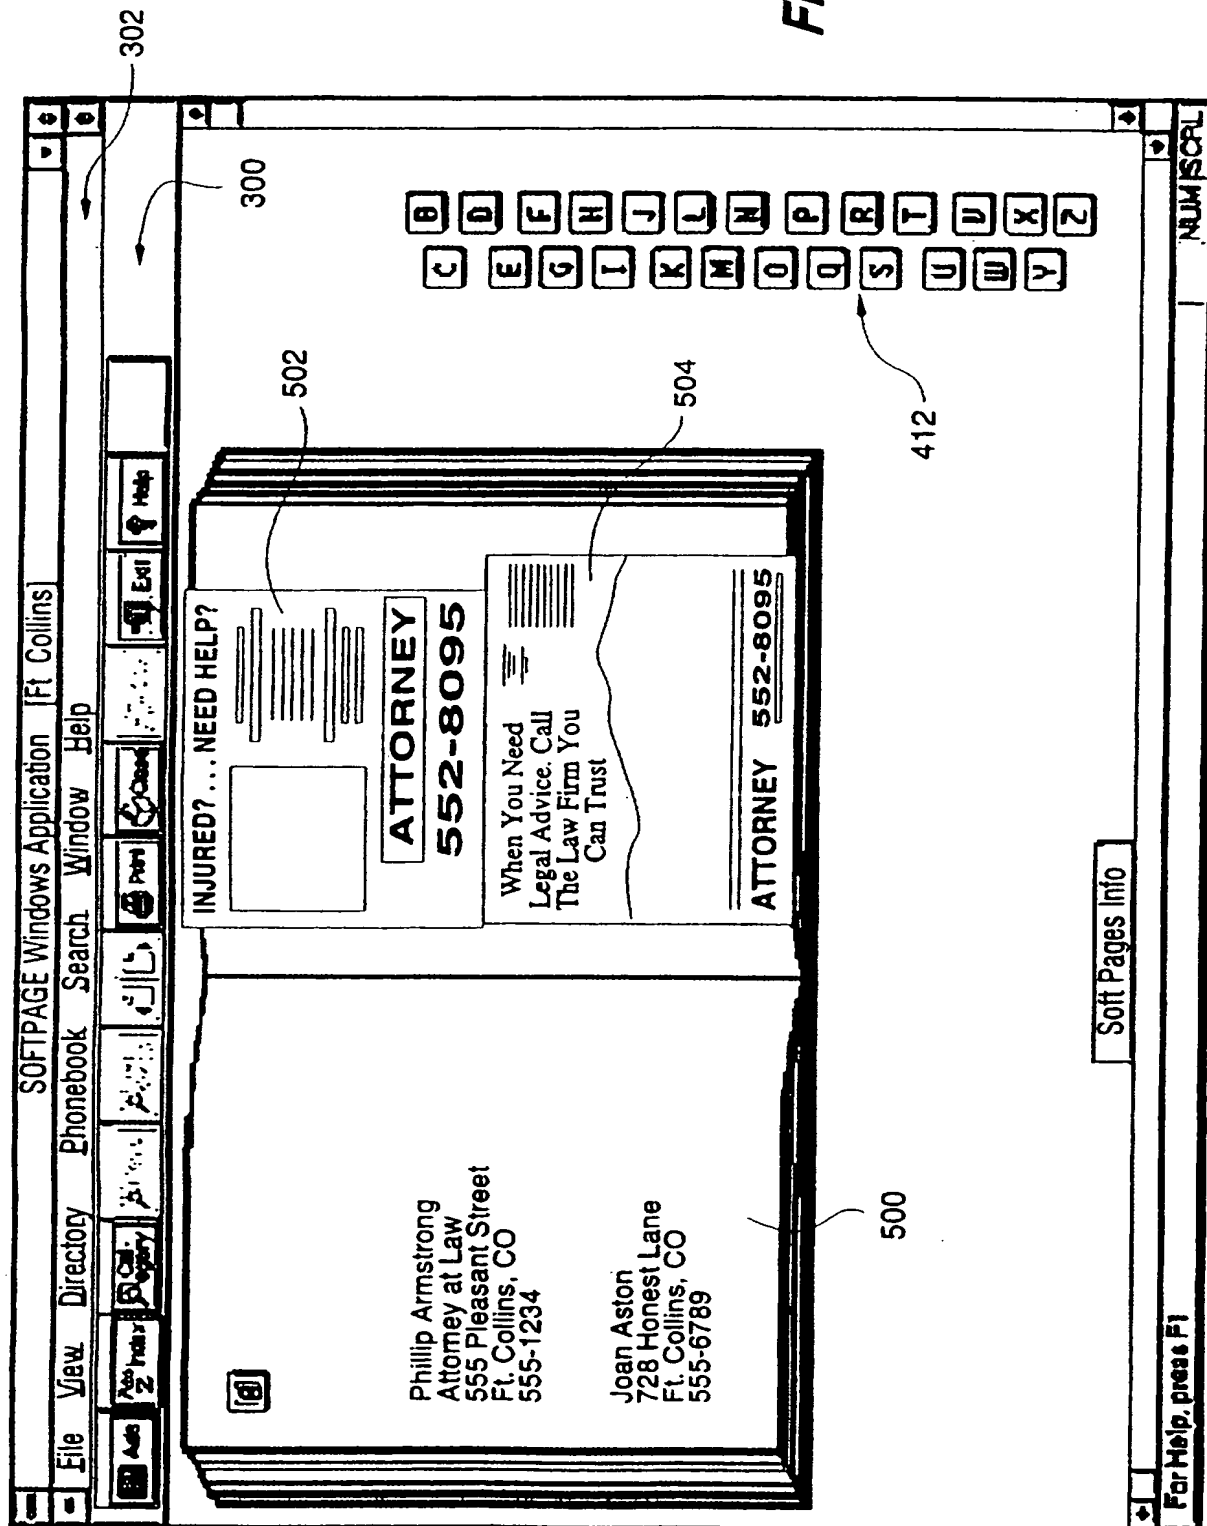 302
SOFTPAGE Windows Application [Ft Collins]
File View Directory Phonebook Search Window Help
Ads Index Print Close Exit Help
300
INJURED?...NEED HELP?
502
ATTORNEY
552-8095
When You Need
Legal Advice. Call
The Law Firm You
Can Trust
504
ATTORNEY 552-8095
Phillip Armstrong
Attorney at Law
555 Pleasant Street
Ft. Collins, CO
555-1234
Joan Aston
728 Honest Lane
Ft. Collins, CO
555-6789
500
B
C
D
E
F
G
H
I
J
K
L
M
N
O
P
Q
R
S
T
U
V
W
X
Y
Z
412
Soft Pages Info
For Help, press F1
NUM SCRL